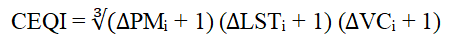 CEQI = ∛(ΔPMᵢ + 1) (ΔLSTᵢ + 1) (ΔVCᵢ + 1)